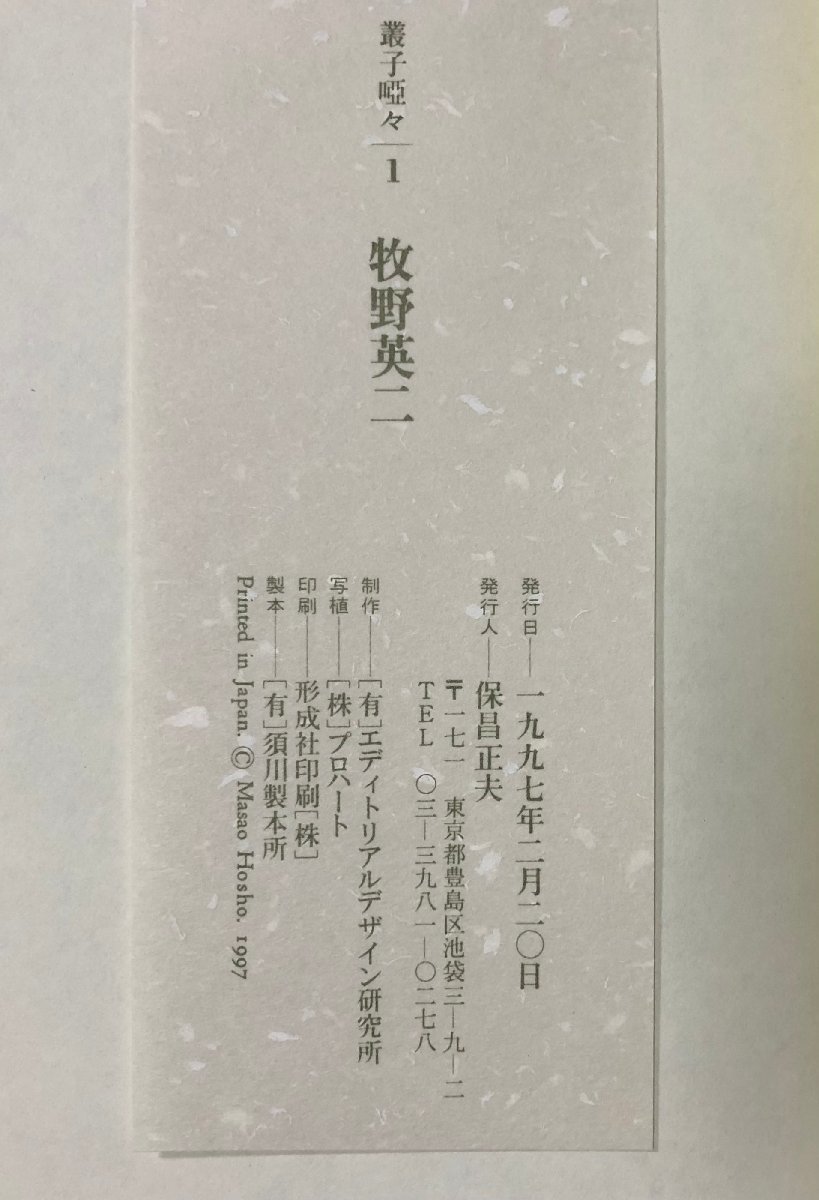 叢子啞々―1 牧野英二
発行日―一九九七年二月二〇日
発行人―保昌正夫
〒一七一 東京都豊島区池袋三―九―二
TEL 〇三―三九八一―〇二七八
制作―[有]エディトリアルデザイン研究所
写植―[株]プロハート
印刷―形成社印刷[株]
製本―[有]須川製本所
Printed in Japan. © Masao Hosho. 1997